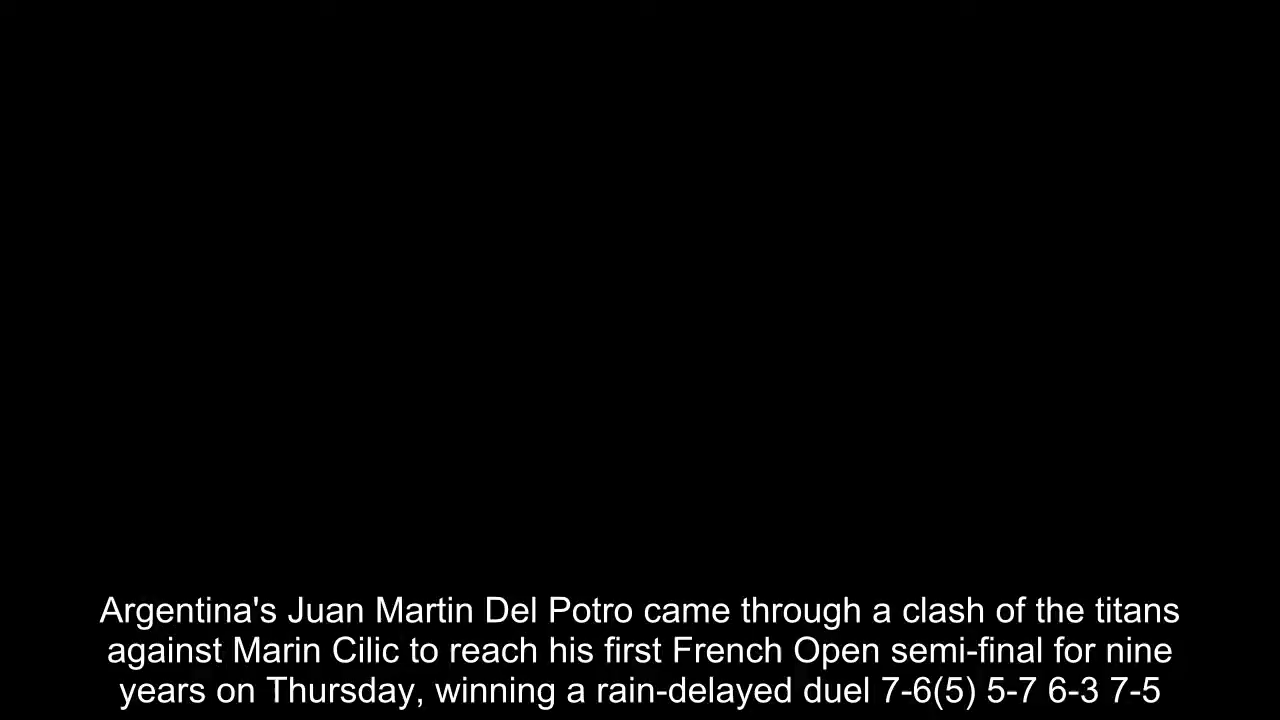 Argentina's Juan Martin Del Potro came through a clash of the titans
against Marin Cilic to reach his first French Open semi-final for nine
years on Thursday, winning a rain-delayed duel 7-6(5) 5-7 6-3 7-5